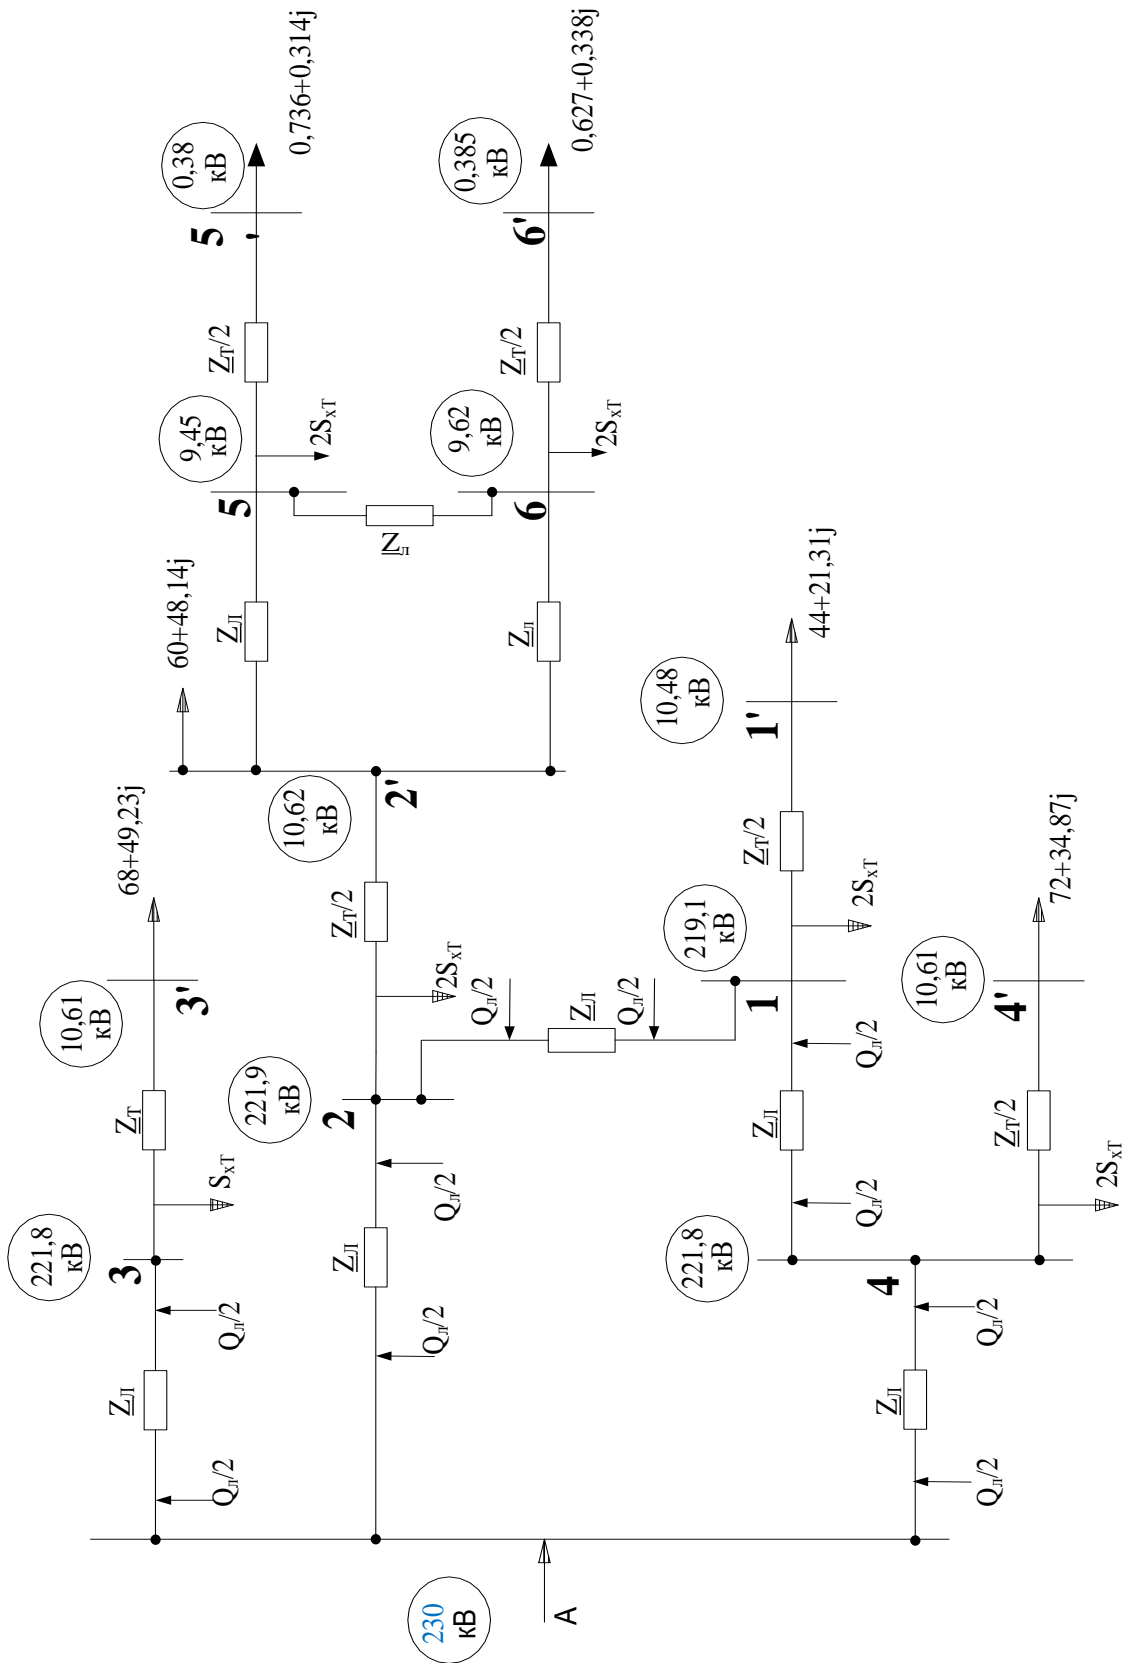 0,736+0,314j
0,38
кВ
5
'
Z_T/2
9,45
кВ
2S_xT
5
Z_Л
60+48,14j
0,627+0,338j
0,385
кВ
6'
Z_T/2
9,62
кВ
2S_xT
6
Z_л
Z_л
68+49,23j
10,61
кВ
3'
Z_T
S_xT
221,8
кВ
3
Q_л/2
Z_Л
Q_л/2
10,62
кВ
2'
Z_T/2
2S_xT
221,9
кВ
2
Q_л/2
Z_Л
Q_л/2
Q_л/2
Z_Л
Q_л/2
44+21,31j
10,48
кВ
1'
Z_T/2
2S_xT
219,1
кВ
1
Q_л/2
Z_Л
Q_л/2
72+34,87j
10,61
кВ
4'
Z_T/2
2S_xT
221,8
кВ
4
Q_л/2
Z_Л
Q_л/2
230
кВ
А